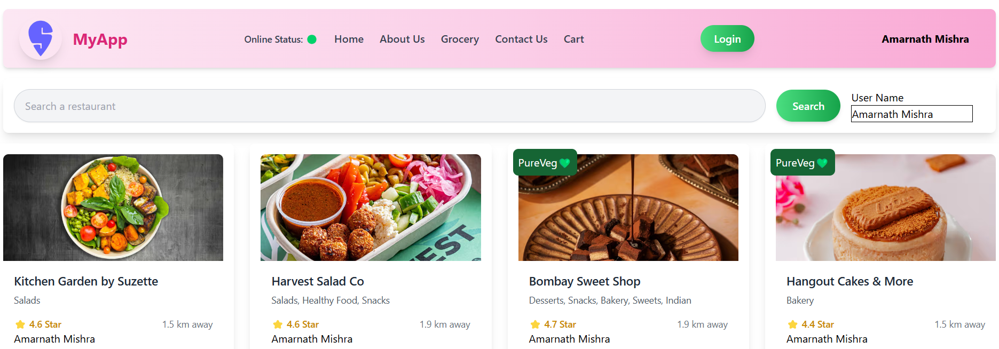 MyApp
Online Status:
Home
About Us
Grocery
Contact Us
Cart
Login
Amarnath Mishra
Search a restaurant
Search
User Name
Amarnath Mishra
VEST
PureVeg
PureVeg
Kitchen Garden by Suzette
Salads
4.6 Star
1.5 km away
Amarnath Mishra
Harvest Salad Co
Salads, Healthy Food, Snacks
4.6 Star
1.9 km away
Amarnath Mishra
Bombay Sweet Shop
Desserts, Snacks, Bakery, Sweets, Indian
4.7 Star
1.9 km away
Amarnath Mishra
Hangout Cakes & More
Bakery
4.4 Star
1.5 km away
Amarnath Mishra